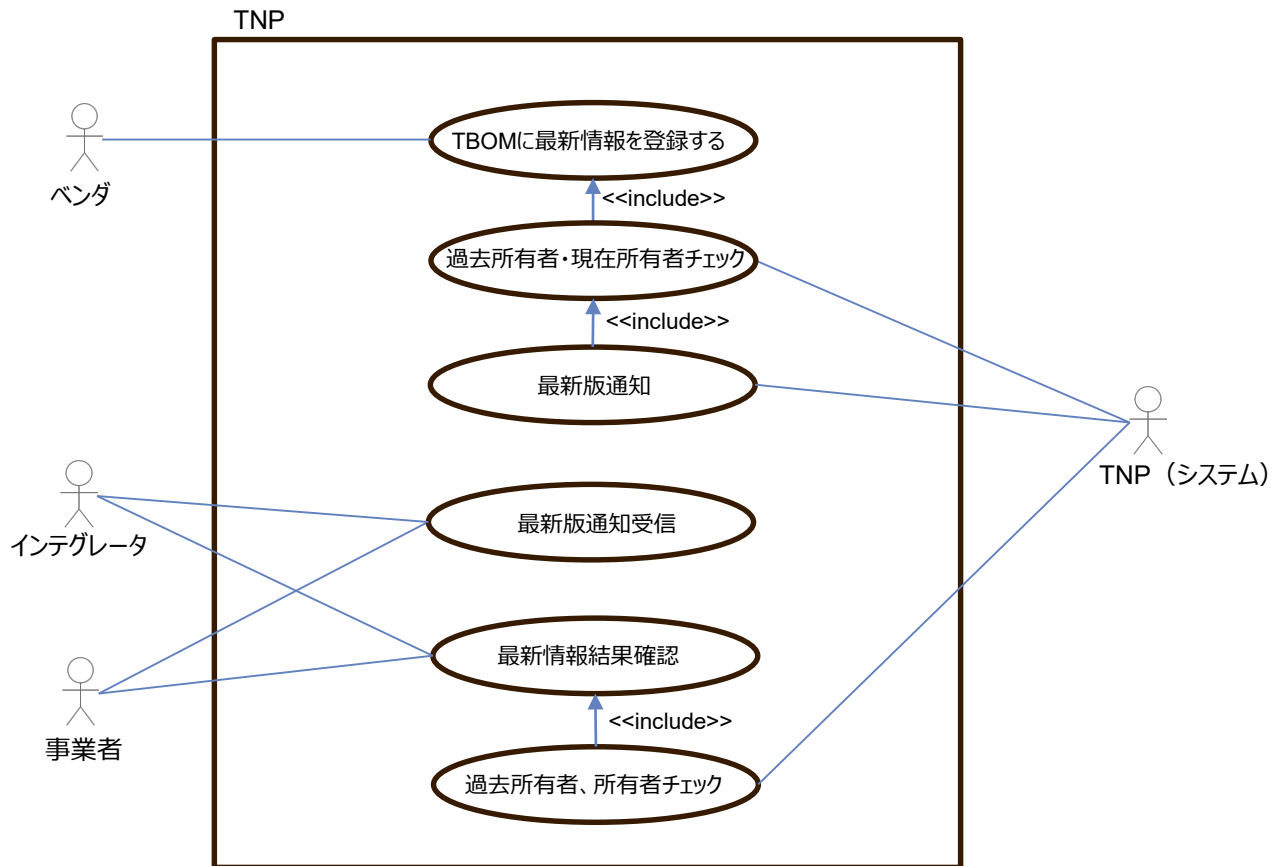 TNP
TBOMに最新情報を登録する
ベンダ
<<include>>
過去所有者・現在所有者チェック
<<include>>
最新版通知
TNP（システム）
最新版通知受信
インテグレータ
最新情報結果確認
<<include>>
事業者
過去所有者、所有者チェック